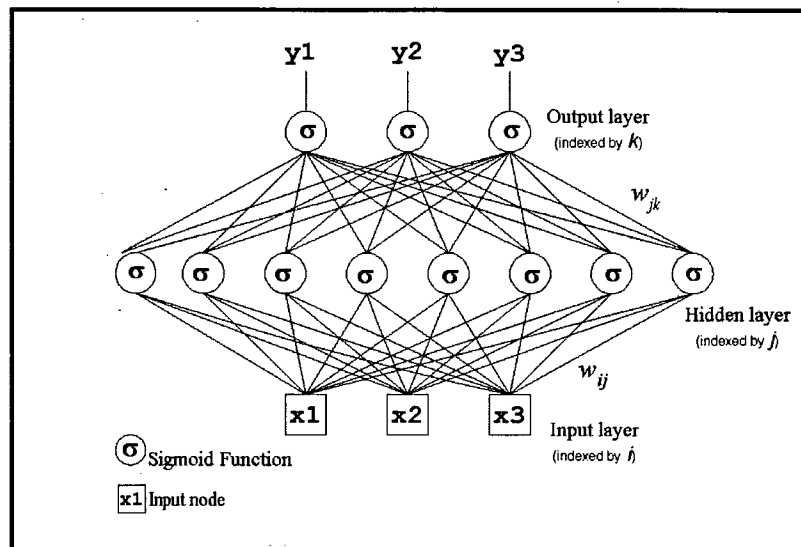 y1 y2 y3
σ σ σ
Output layer
(indexed by k)
w_jk
σ σ σ σ σ σ σ σ
Hidden layer
(indexed by j)
w_ij
x1 x2 x3
Input layer
(indexed by i)
σ Sigmoid Function
x1 Input node